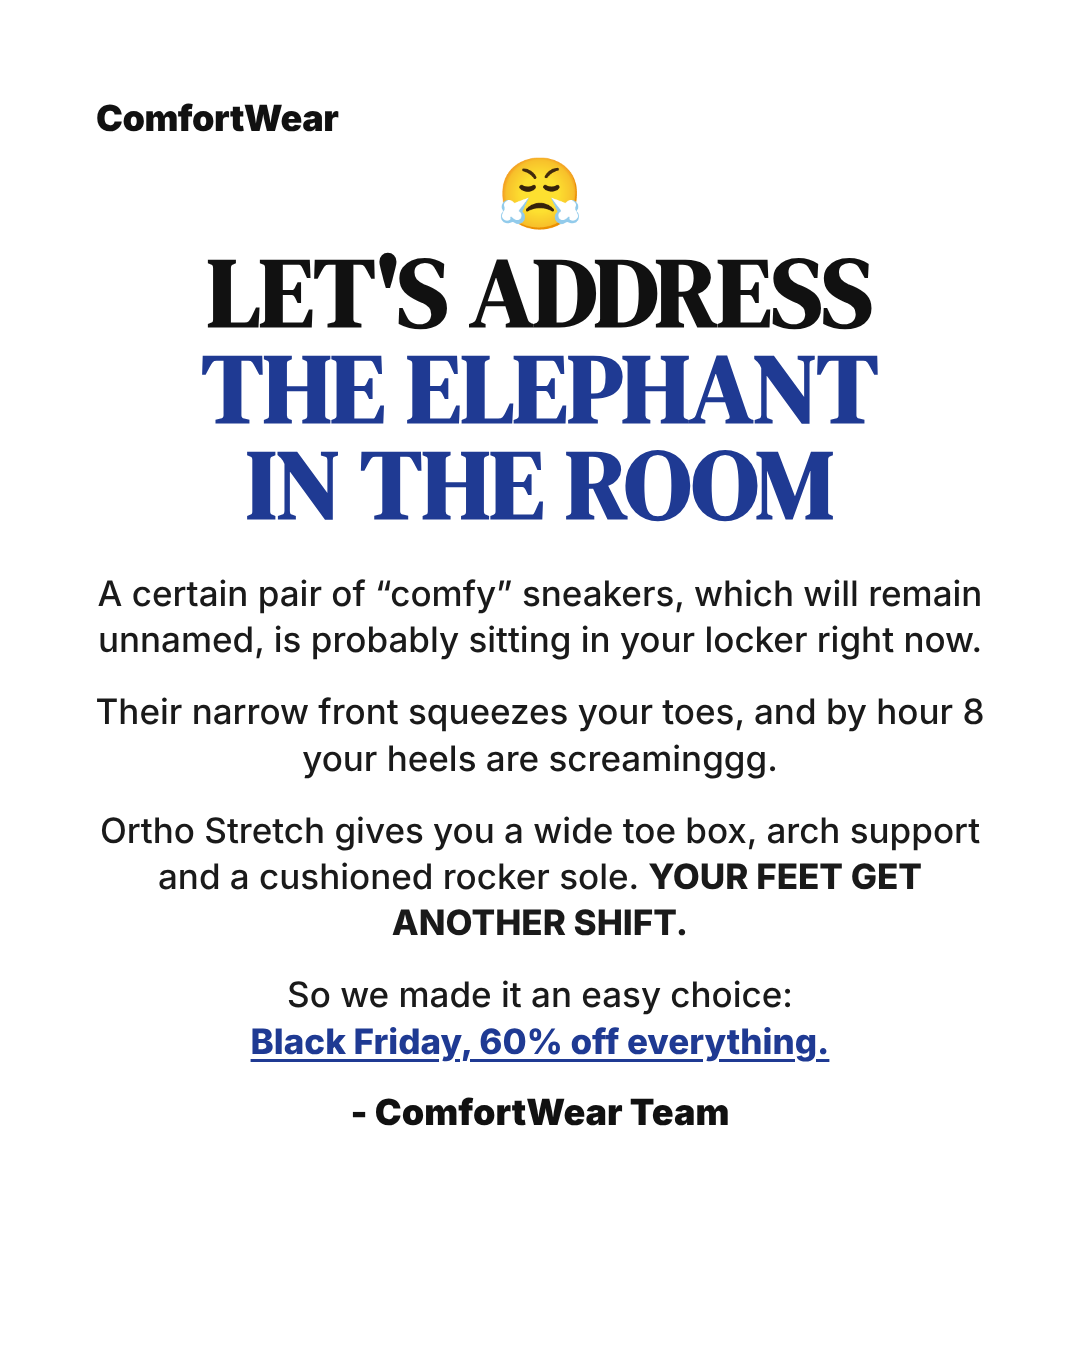 ComfortWear
LET'S ADDRESS
THE ELEPHANT
IN THE ROOM
A certain pair of “comfy” sneakers, which will remain
unnamed, is probably sitting in your locker right now.
Their narrow front squeezes your toes, and by hour 8
your heels are screaminggg.
Ortho Stretch gives you a wide toe box, arch support
and a cushioned rocker sole. YOUR FEET GET
ANOTHER SHIFT.
So we made it an easy choice:
Black Friday, 60% off everything.
- ComfortWear Team